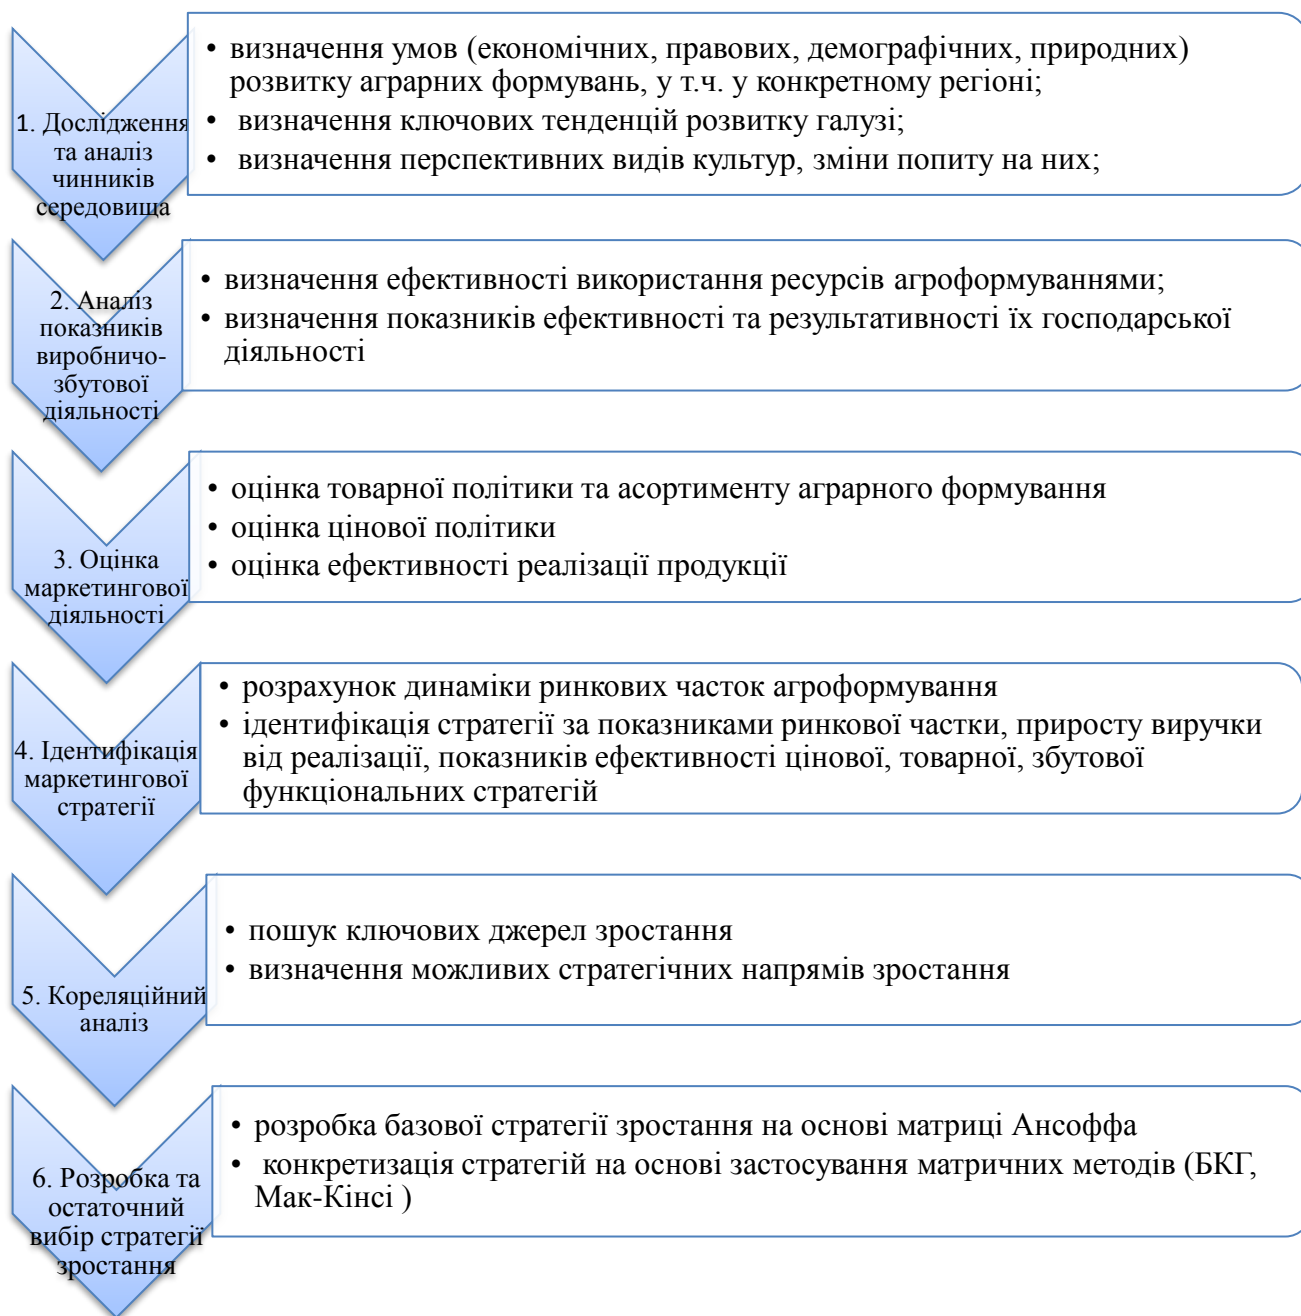 1. Дослідження
та аналіз
чинників
середовища
• визначення умов (економічних, правових, демографічних, природних)
розвитку аграрних формувань, у т.ч. у конкретному регіоні;
• визначення ключових тенденцій розвитку галузі;
• визначення перспективних видів культур, зміни попиту на них;
2. Аналіз
показників
виробничо-
збутової
діяльності
• визначення ефективності використання ресурсів агроформуваннями;
• визначення показників ефективності та результативності їх господарської
діяльності
3. Оцінка
маркетингової
діяльності
• оцінка товарної політики та асортименту аграрного формування
• оцінка цінової політики
• оцінка ефективності реалізації продукції
4. Ідентифікація
маркетингової
стратегії
• розрахунок динаміки ринкових часток агроформування
• ідентифікація стратегії за показниками ринкової частки, приросту виручки
від реалізації, показників ефективності цінової, товарної, збутової
функціональних стратегій
5. Кореляційний
аналіз
• пошук ключових джерел зростання
• визначення можливих стратегічних напрямів зростання
6. Розробка та
остаточний
вибір стратегії
зростання
• розробка базової стратегії зростання на основі матриці Ансоффа
• конкретизація стратегій на основі застосування матричних методів (БКГ,
Мак-Кінсі )